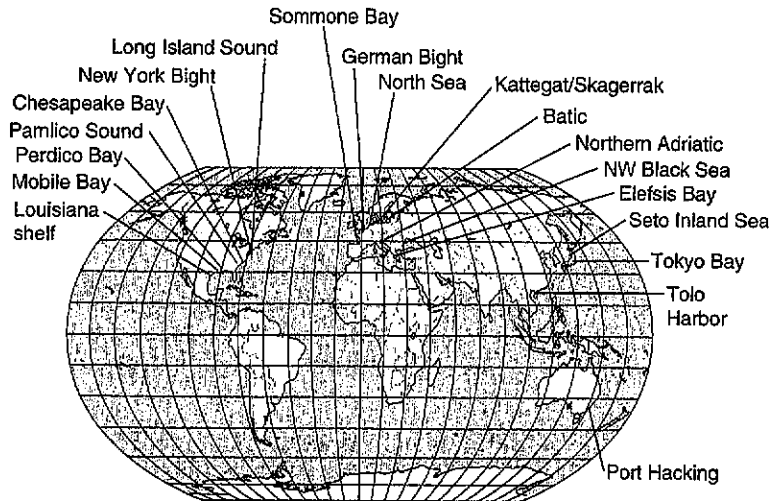 Sommone Bay
Long Island Sound
German Bight
New York Bight
North Sea
Kattegat/Skagerrak
Chesapeake Bay
Batic
Pamlico Sound
Northern Adriatic
Perdico Bay
NW Black Sea
Mobile Bay
Elefsis Bay
Louisiana
shelf
Seto Inland Sea
Tokyo Bay
Tolo
Harbor
Port Hacking